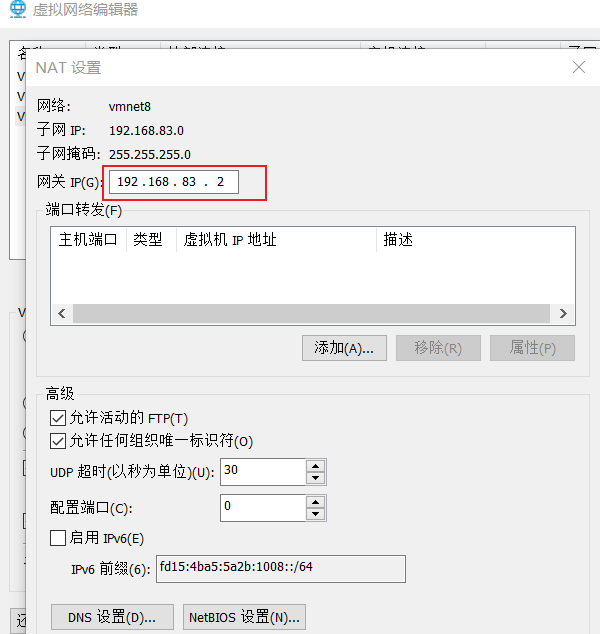 虚拟网络编辑器
NAT 设置
网络: vmnet8
子网 IP: 192.168.83.0
子网掩码: 255.255.255.0
网关 IP(G): 192 . 168 . 83 . 2
端口转发(F)
主机端口 类型 虚拟机 IP 地址 描述
添加(A)... 移除(R) 属性(P)
高级
允许活动的 FTP(T)
允许任何组织唯一标识符(O)
UDP 超时(以秒为单位)(U): 30
配置端口(C): 0
启用 IPv6(E)
IPv6 前缀(6): fd15:4ba5:5a2b:1008::/64
DNS 设置(D)... NetBIOS 设置(N)...